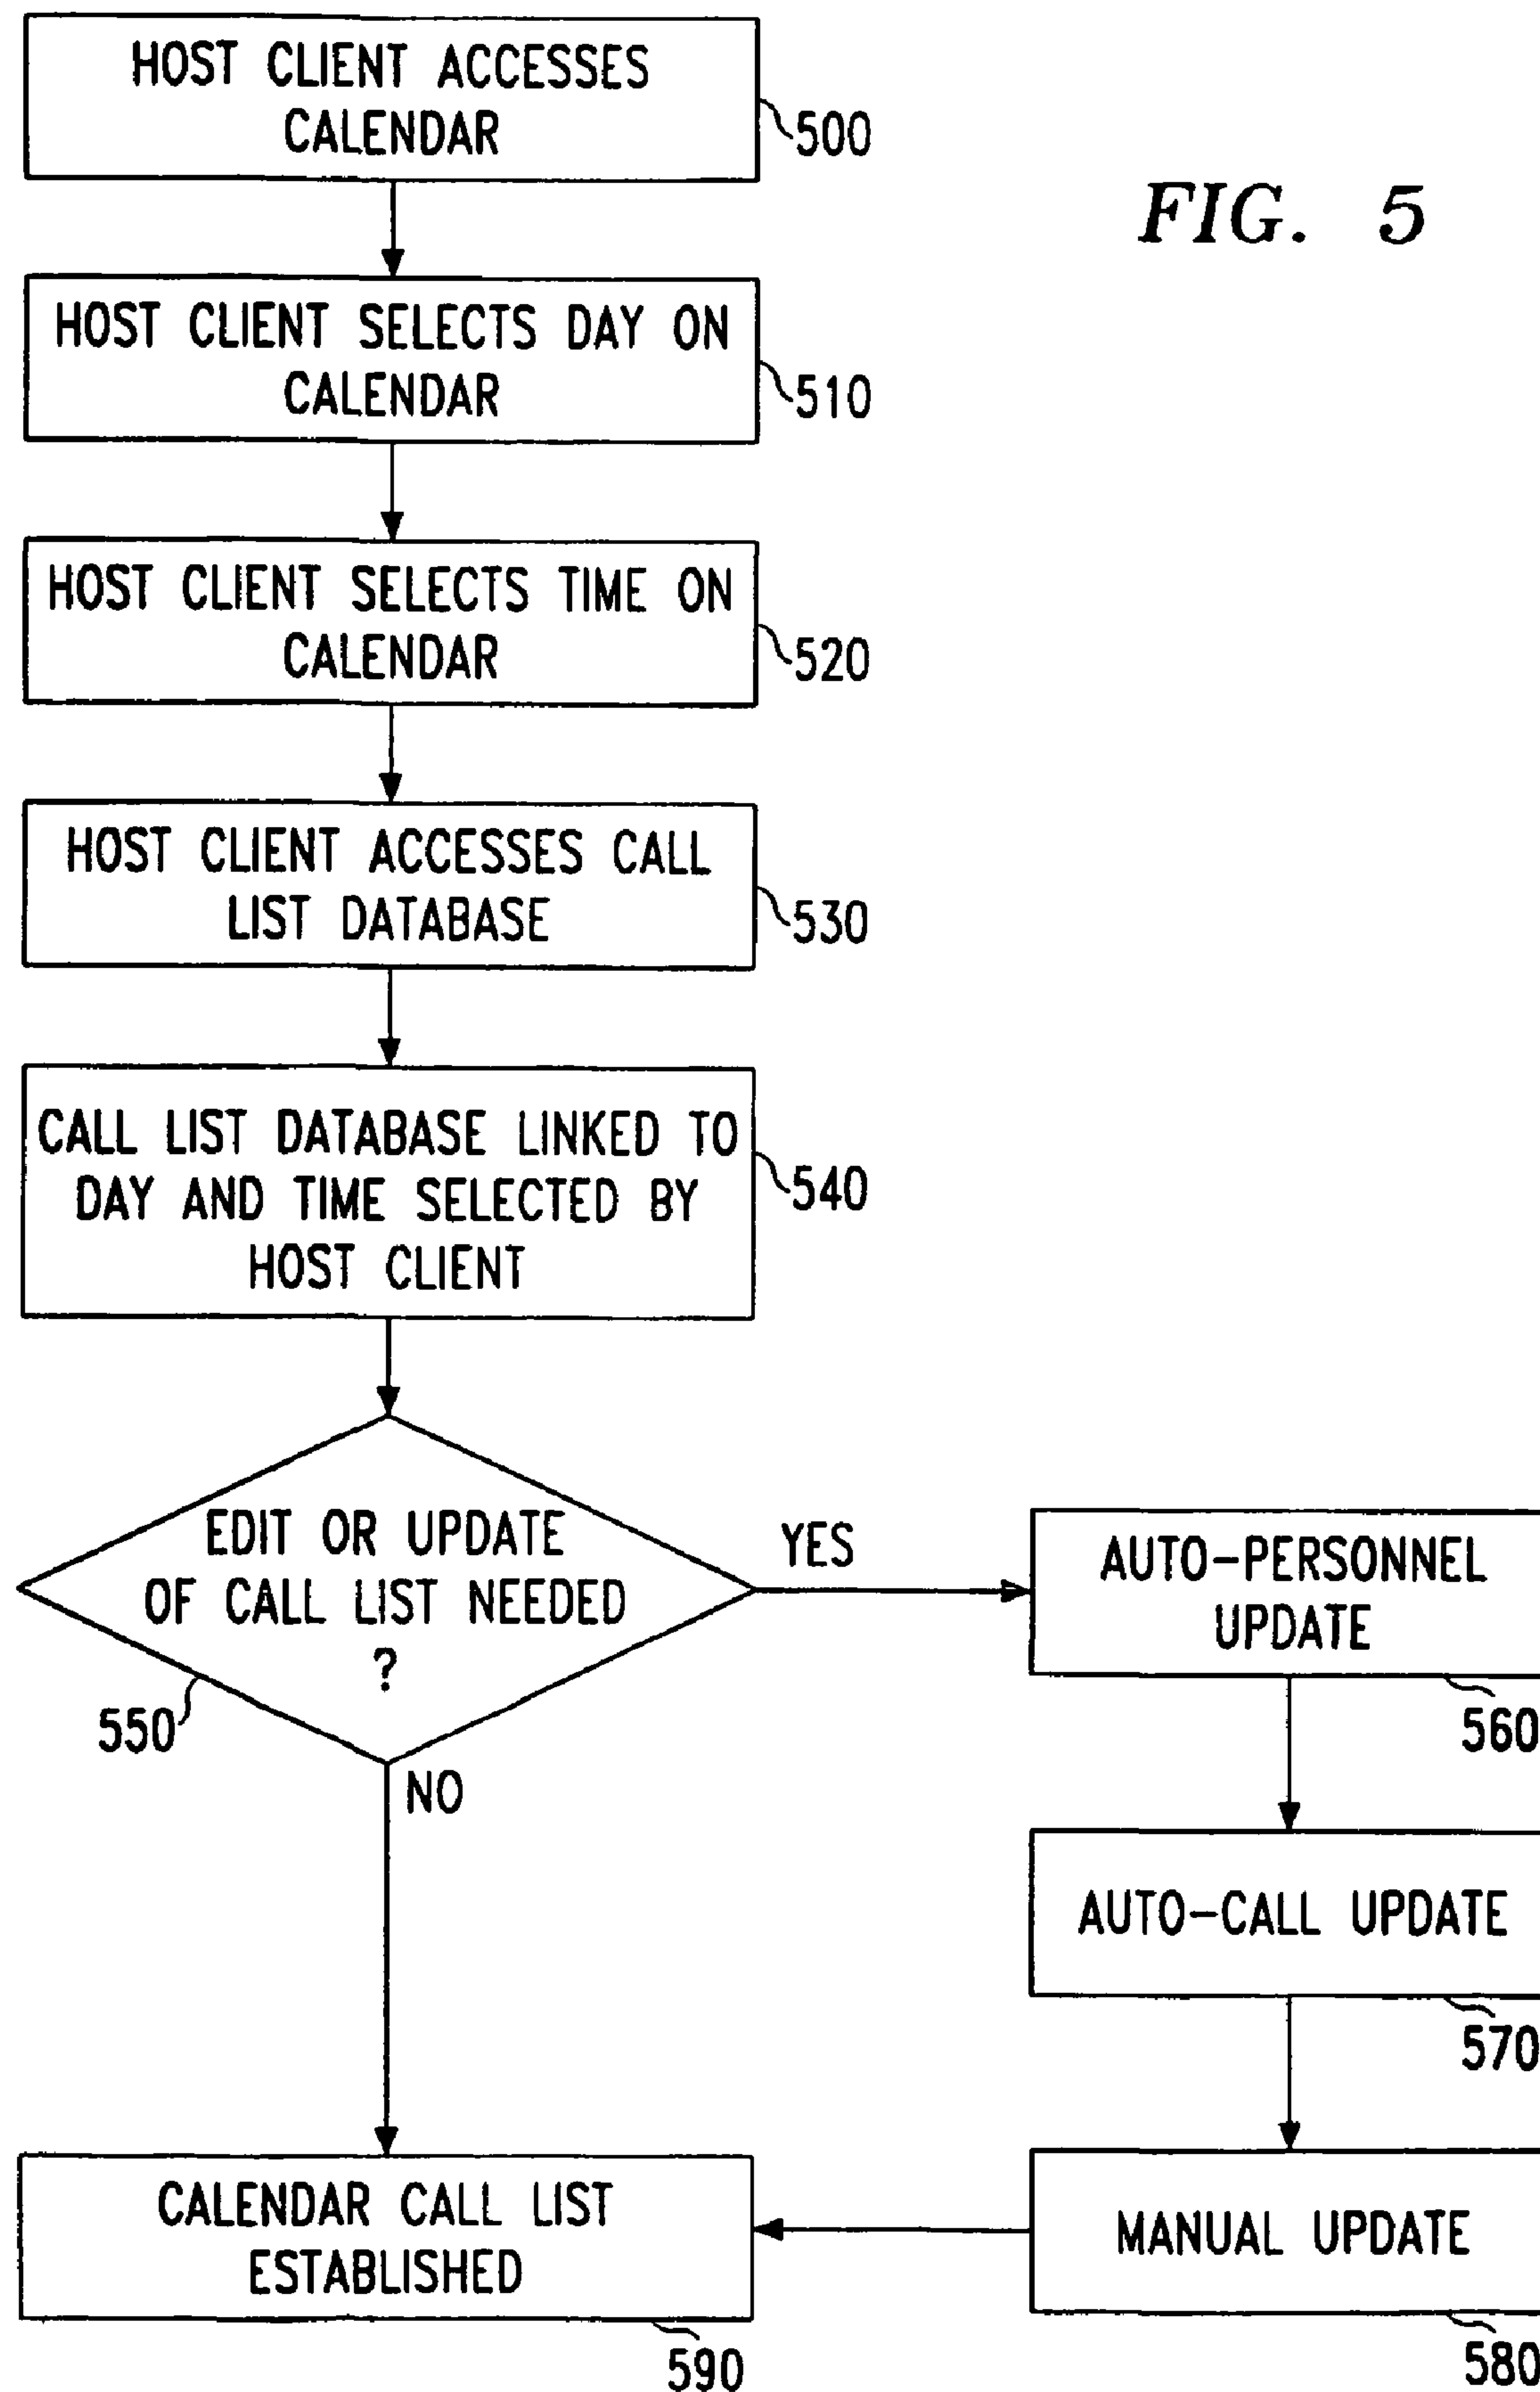 HOST CLIENT ACCESSES
CALENDAR
500
FIG. 5
HOST CLIENT SELECTS DAY ON
CALENDAR
510
HOST CLIENT SELECTS TIME ON
CALENDAR
520
HOST CLIENT ACCESSES CALL
LIST DATABASE
530
CALL LIST DATABASE LINKED TO
DAY AND TIME SELECTED BY
HOST CLIENT
540
EDIT OR UPDATE
OF CALL LIST NEEDED
?
550
YES
NO
AUTO-PERSONNEL
UPDATE
560
AUTO-CALL UPDATE
570
MANUAL UPDATE
580
CALENDAR CALL LIST
ESTABLISHED
590